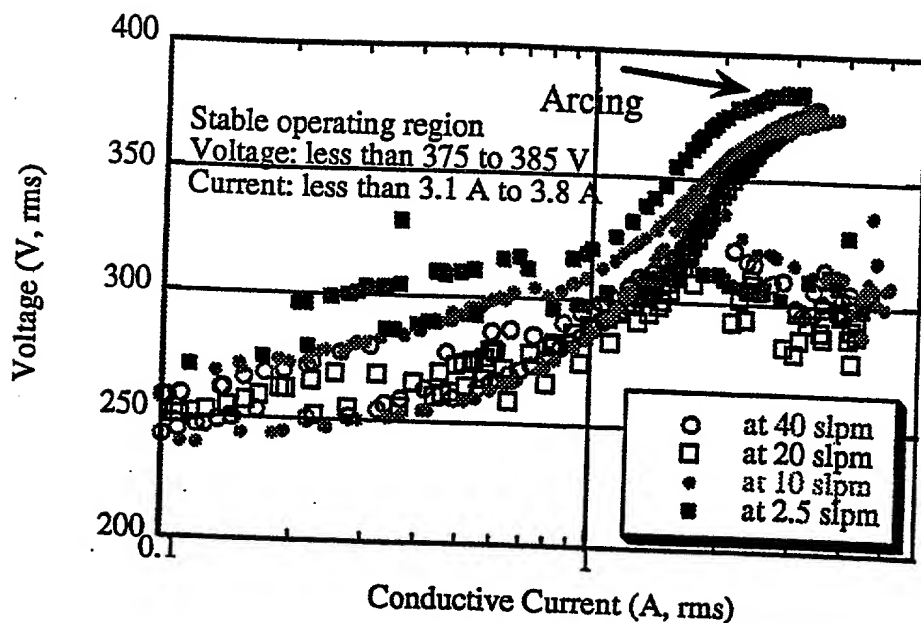 400
Arcing
Stable operating region
Voltage: less than 375 to 385 V
Current: less than 3.1 A to 3.8 A
350
300
250
200
0.1
1
Voltage (V, rms)
Conductive Current (A, rms)
at 40 slpm
at 20 slpm
at 10 slpm
at 2.5 slpm